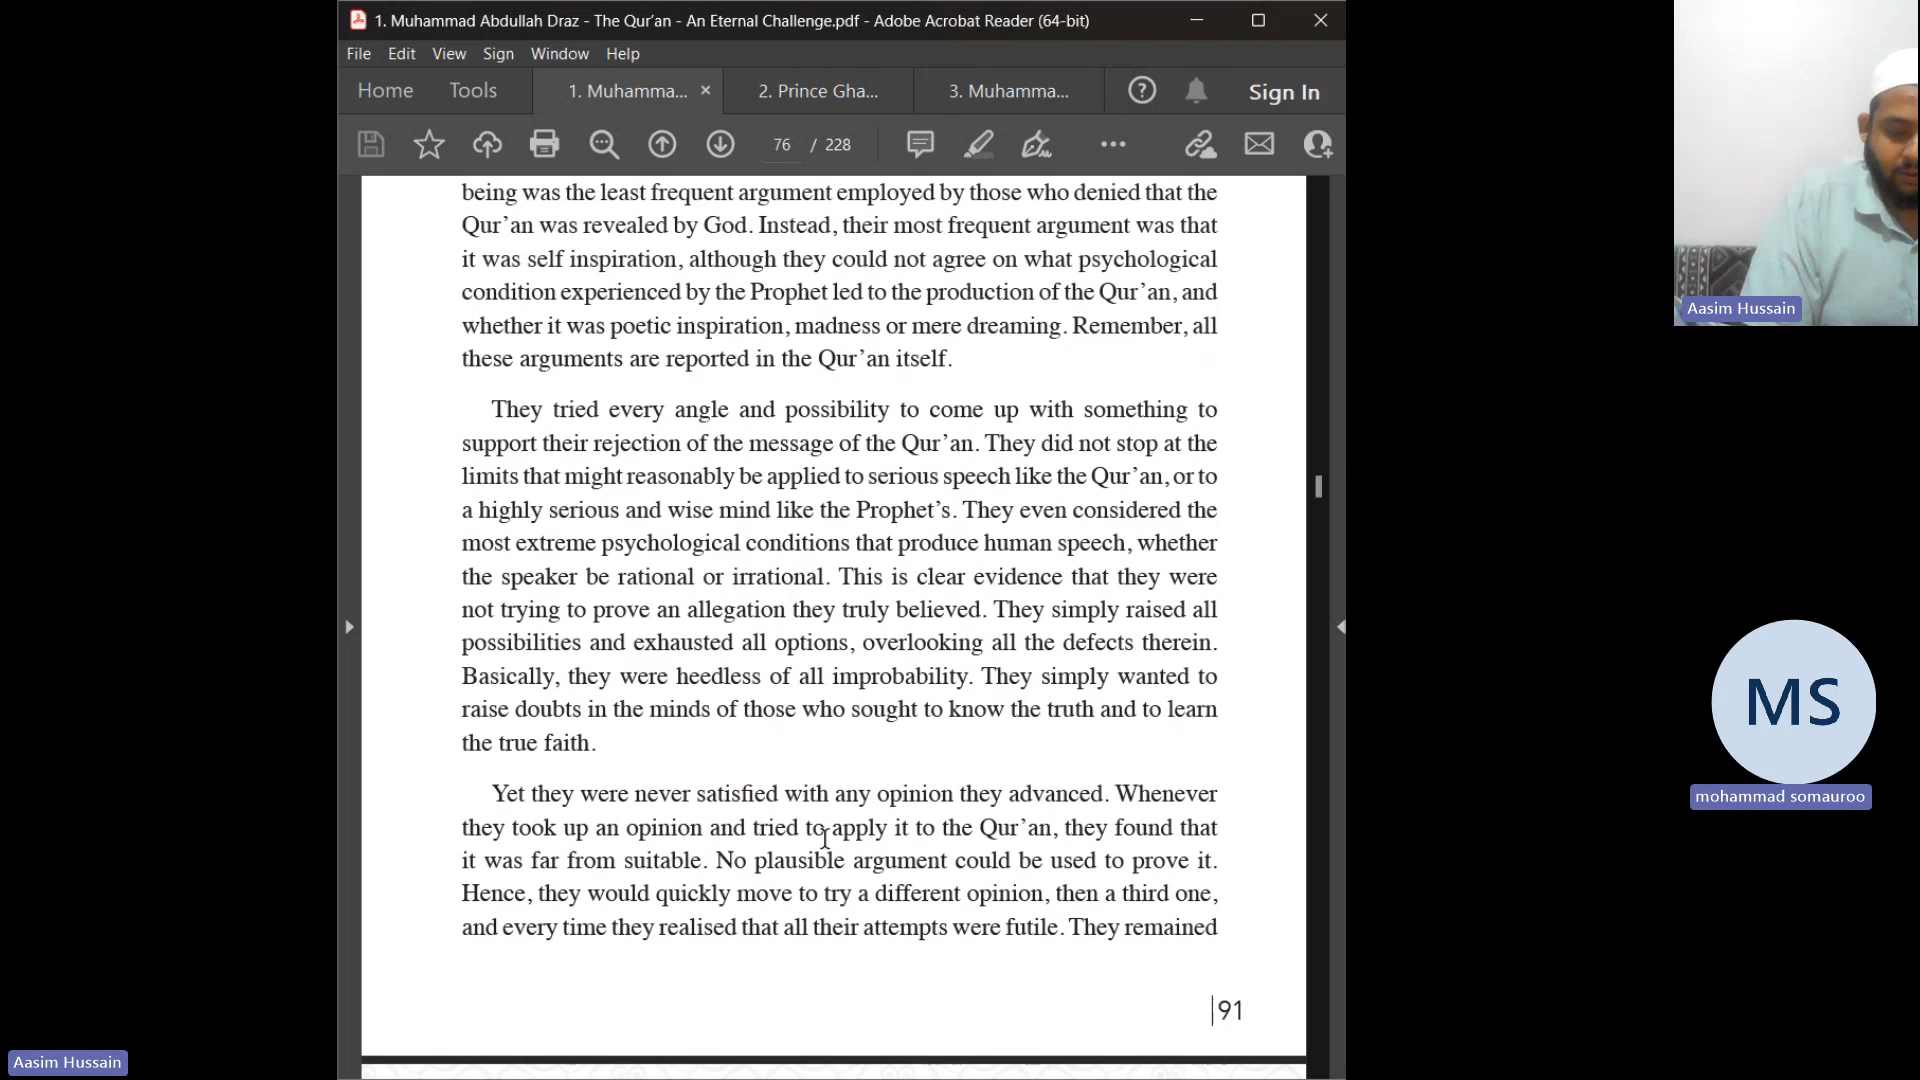 1. Muhammad Abdullah Draz - The Qur’an - An Eternal Challenge.pdf - Adobe Acrobat Reader (64-bit)
File Edit View Sign Window Help
Home Tools 1. Muhamma... × 2. Prince Gha... 3. Muhamma... Sign In
76 / 228
being was the least frequent argument employed by those who denied that the
Qur’an was revealed by God. Instead, their most frequent argument was that
it was self inspiration, although they could not agree on what psychological
condition experienced by the Prophet led to the production of the Qur’an, and
whether it was poetic inspiration, madness or mere dreaming. Remember, all
these arguments are reported in the Qur’an itself.
They tried every angle and possibility to come up with something to
support their rejection of the message of the Qur’an. They did not stop at the
limits that might reasonably be applied to serious speech like the Qur’an, or to
a highly serious and wise mind like the Prophet’s. They even considered the
most extreme psychological conditions that produce human speech, whether
the speaker be rational or irrational. This is clear evidence that they were
not trying to prove an allegation they truly believed. They simply raised all
possibilities and exhausted all options, overlooking all the defects therein.
Basically, they were heedless of all improbability. They simply wanted to
raise doubts in the minds of those who sought to know the truth and to learn
the true faith.
Yet they were never satisfied with any opinion they advanced. Whenever
they took up an opinion and tried to apply it to the Qur’an, they found that
it was far from suitable. No plausible argument could be used to prove it.
Hence, they would quickly move to try a different opinion, then a third one,
and every time they realised that all their attempts were futile. They remained
|91
Aasim Hussain
MS
mohammad somauroo
Aasim Hussain